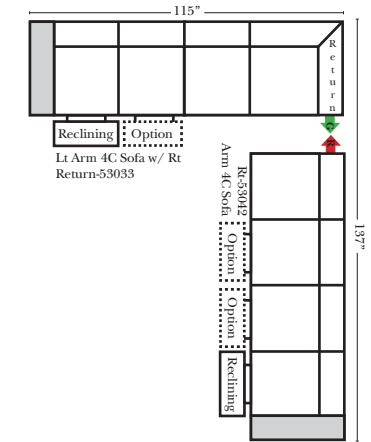 115”
Return
Reclining
Option
Lt Arm 4C Sofa w/ Rt
Return-53033
G
R
Rt-53042
Arm 4C Sofa
Option
Option
Reclining
137”